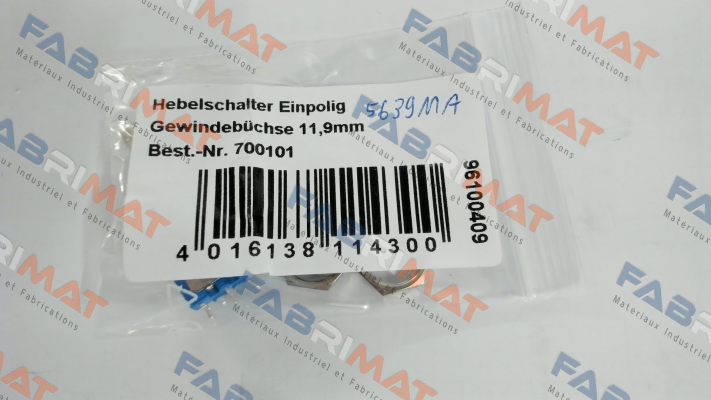 Hebelschalter Einpolig 5639MA
Gewindebüchse 11,9mm
Best.-Nr. 700101
96100409
4 016138 114300
FABRIMAT
Materiaux Industriel et Fabrications